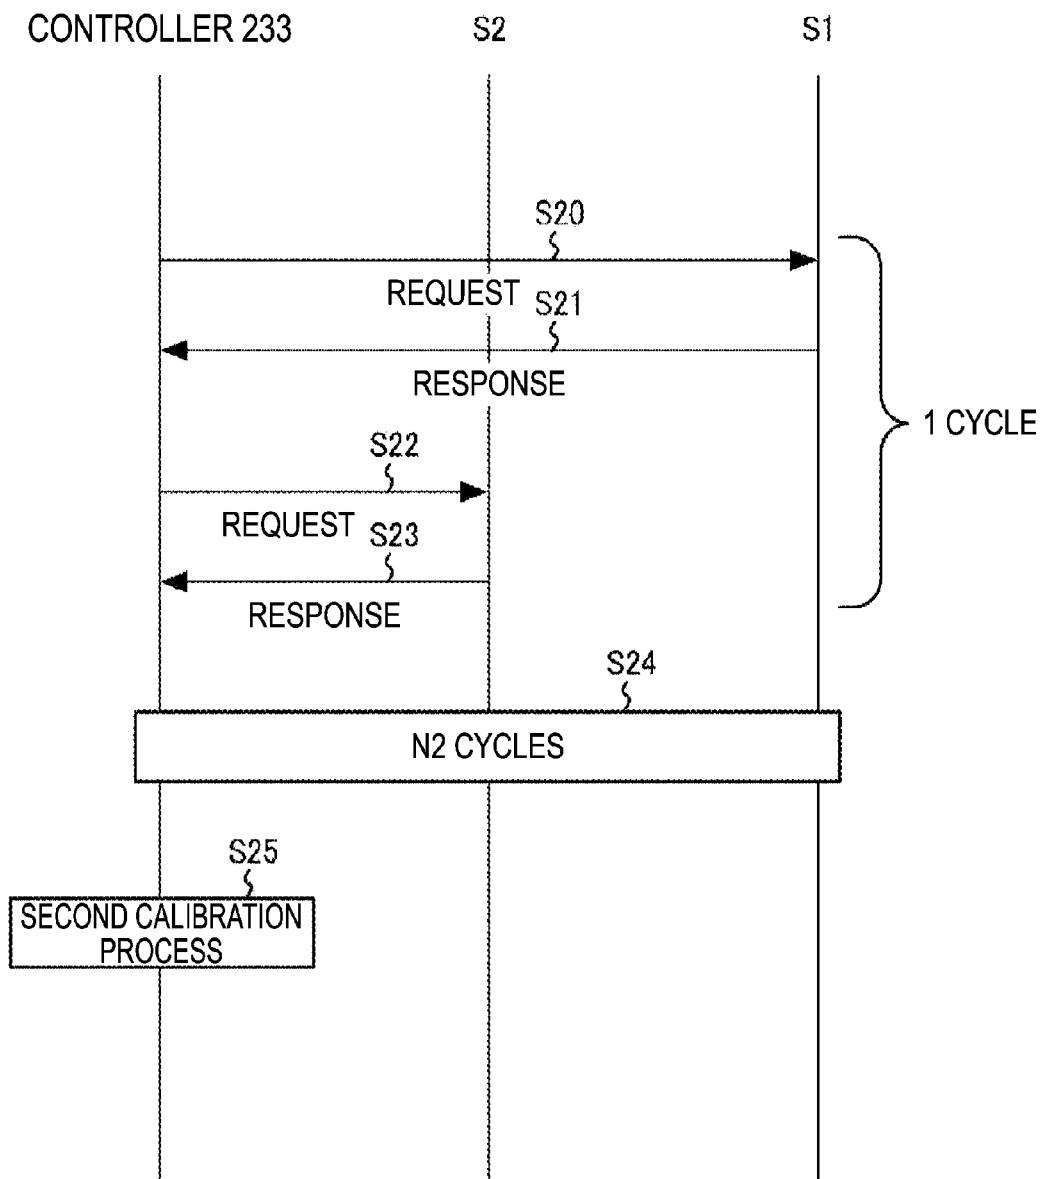 CONTROLLER 233
S2
S1
S20
REQUEST
S21
RESPONSE
1 CYCLE
S22
REQUEST
S23
RESPONSE
S24
N2 CYCLES
S25
SECOND CALIBRATION
PROCESS